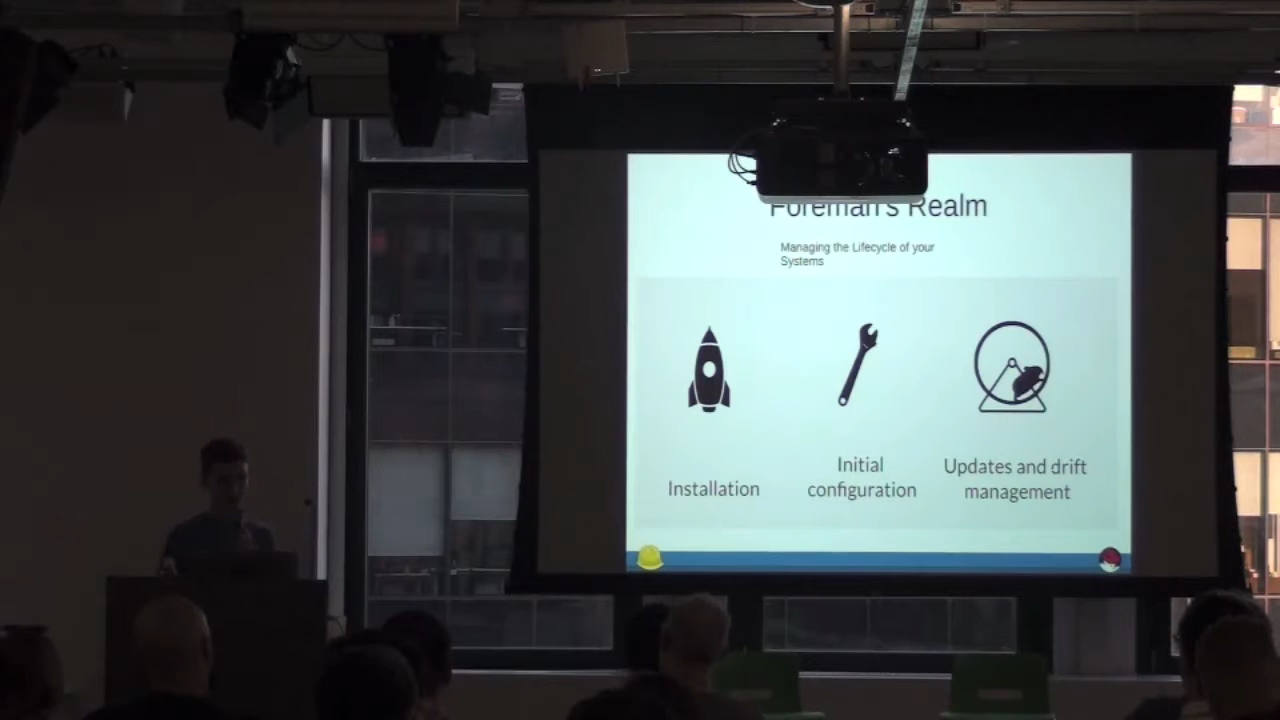 Foreman's Realm
Managing the Lifecycle of your
Systems
Installation
Initial
configuration
Updates and drift
management